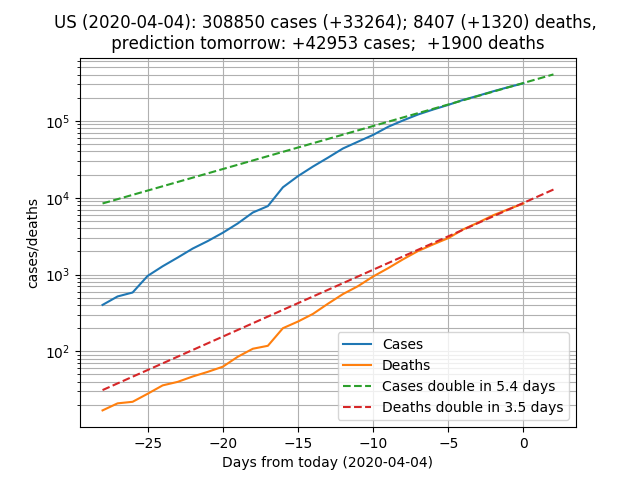 US (2020-04-04): 308850 cases (+33264); 8407 (+1320) deaths,
prediction tomorrow: +42953 cases;  +1900 deaths
cases/deaths
10⁵
10⁴
10³
10²
−25
−20
−15
−10
−5
0
Days from today (2020-04-04)
Cases
Deaths
Cases double in 5.4 days
Deaths double in 3.5 days